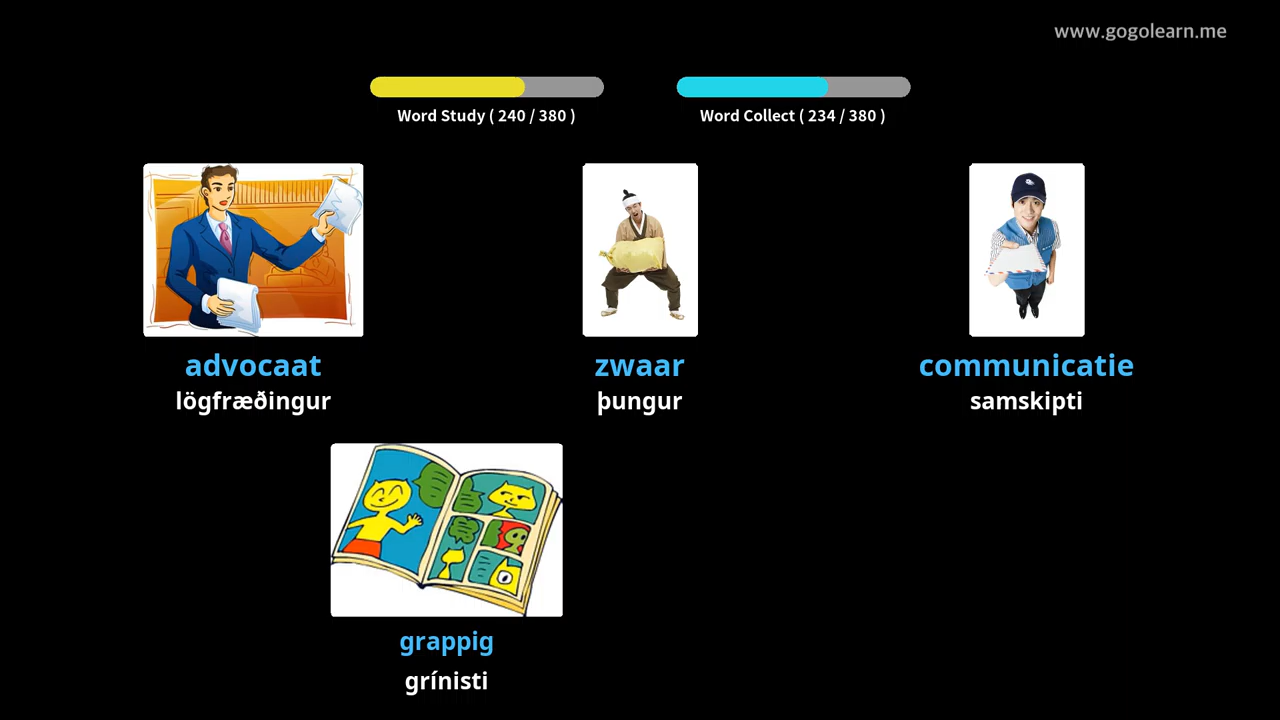 www.gogolearn.me
Word Study ( 240 / 380 )
Word Collect ( 234 / 380 )
advocaat
lögfræðingur
zwaar
þungur
communicatie
samskipti
grappig
grínisti